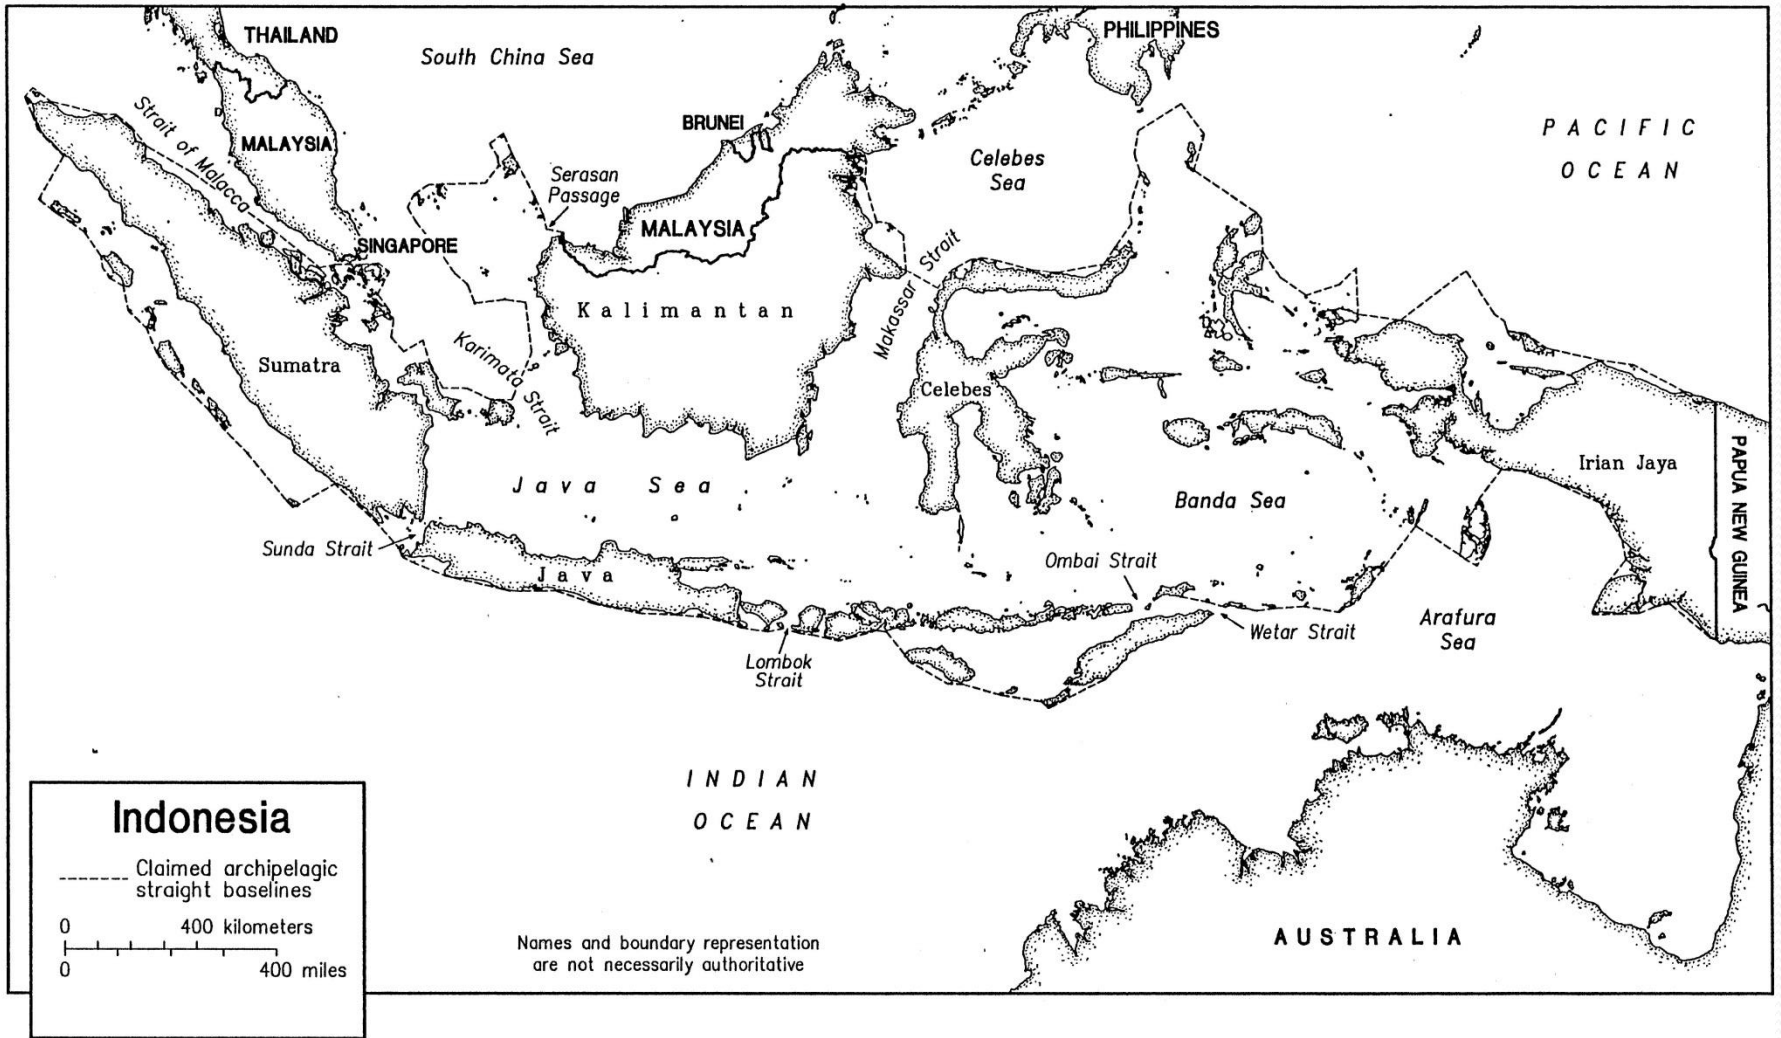 THAILAND
South China Sea
PHILIPPINES
Strait of Malacca
MALAYSIA
BRUNEI
Celebes
Sea
PACIFIC
OCEAN
Serasan
Passage
SINGAPORE
MALAYSIA
Makassar Strait
Kalimantan
Karimata Strait
Sumatra
Celebes
Irian Jaya
PAPUA NEW GUINEA
Java Sea
Banda Sea
Sunda Strait
Java
Ombai Strait
Wetar Strait
Arafura
Sea
Lombok
Strait
INDIAN
OCEAN
AUSTRALIA
Indonesia
Claimed archipelagic
straight baselines
0 400 kilometers
0 400 miles
Names and boundary representation
are not necessarily authoritative